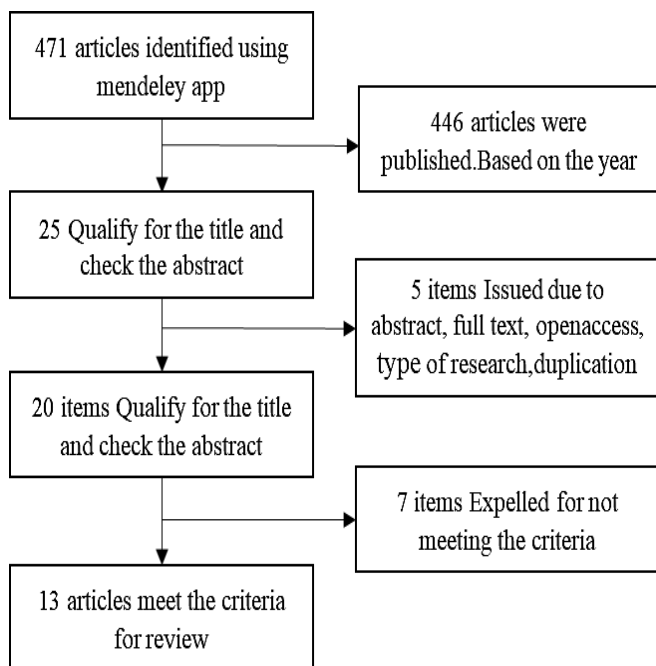 471 articles identified using
mendeley app
446 articles were
published.Based on the year
25 Qualify for the title and
check the abstract
5 items Issued due to
abstract, full text, openaccess,
type of research,duplication
20 items Qualify for the title
and check the abstract
7 items Expelled for not
meeting the criteria
13 articles meet the criteria
for review